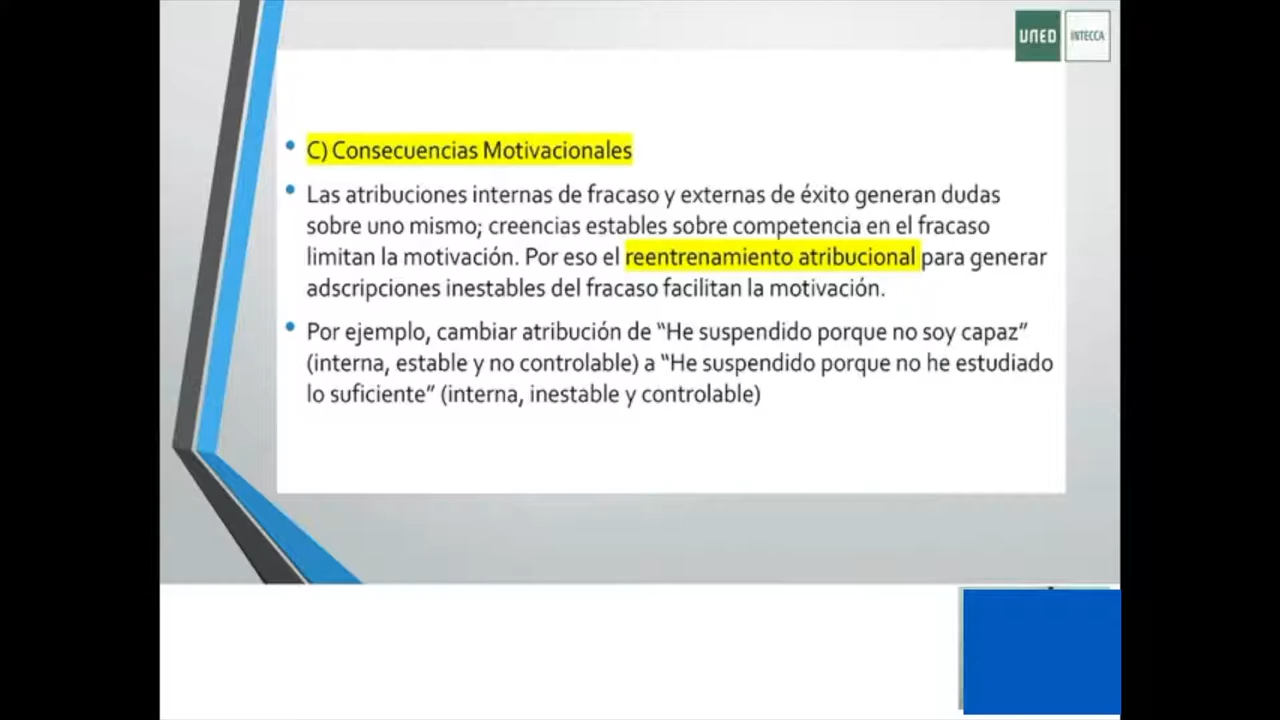 UNED INTECCA
• C) Consecuencias Motivacionales
• Las atribuciones internas de fracaso y externas de éxito generan dudas
sobre uno mismo; creencias estables sobre competencia en el fracaso
limitan la motivación. Por eso el reentrenamiento atribucional para generar
adscripciones inestables del fracaso facilitan la motivación.
• Por ejemplo, cambiar atribución de “He suspendido porque no soy capaz”
(interna, estable y no controlable) a “He suspendido porque no he estudiado
lo suficiente” (interna, inestable y controlable)